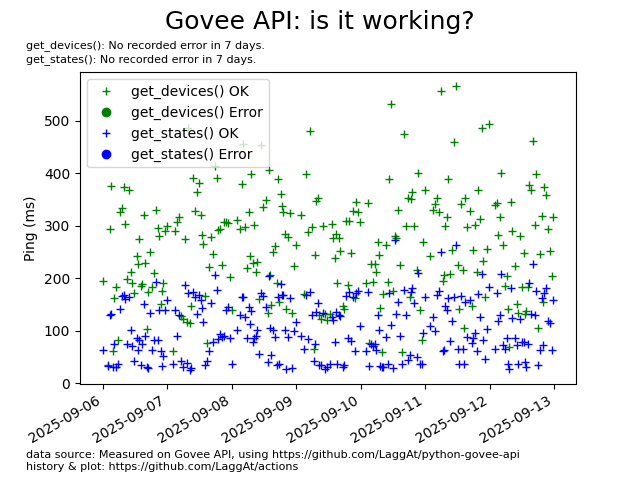 Govee API: is it working?
get_devices(): No recorded error in 7 days.
get_states(): No recorded error in 7 days.
get_devices() OK
get_devices() Error
get_states() OK
get_states() Error
Ping (ms)
500
400
300
200
100
0
2025-09-06
2025-09-07
2025-09-08
2025-09-09
2025-09-10
2025-09-11
2025-09-12
2025-09-13
data source: Measured on Govee API, using https://github.com/LaggAt/python-govee-api
history & plot: https://github.com/LaggAt/actions